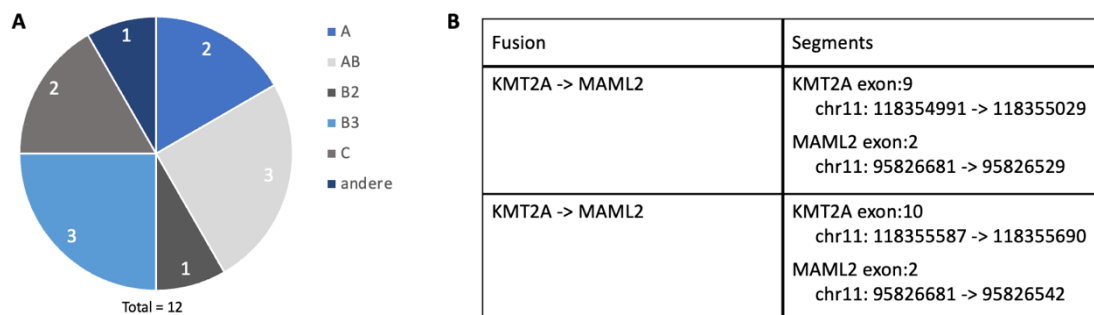 A
1
2
2
3
3
1
Total = 12
A
AB
B2
B3
C
andere
B
Fusion Segments
KMT2A -> MAML2 KMT2A exon:9
chr11: 118354991 -> 118355029
MAML2 exon:2
chr11: 95826681 -> 95826529
KMT2A -> MAML2 KMT2A exon:10
chr11: 118355587 -> 118355690
MAML2 exon:2
chr11: 95826681 -> 95826542